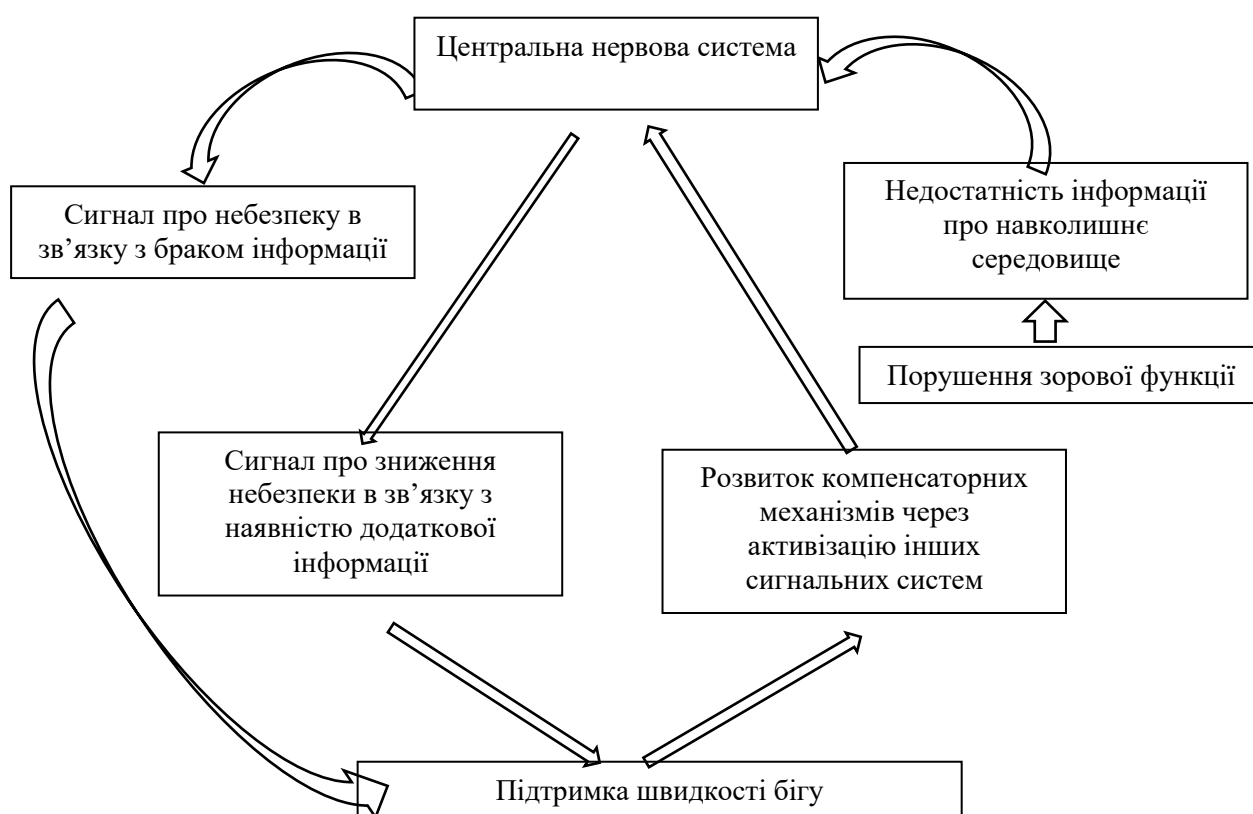 Центральна нервова система
Сигнал про небезпеку в
зв’язку з браком інформації
Недостатність інформації
про навколишнє
середовище
Порушення зорової функції
Сигнал про зниження
небезпеки в зв’язку з
наявністю додаткової
інформації
Розвиток компенсаторних
механізмів через
активізацію інших
сигнальних систем
Підтримка швидкості бігу